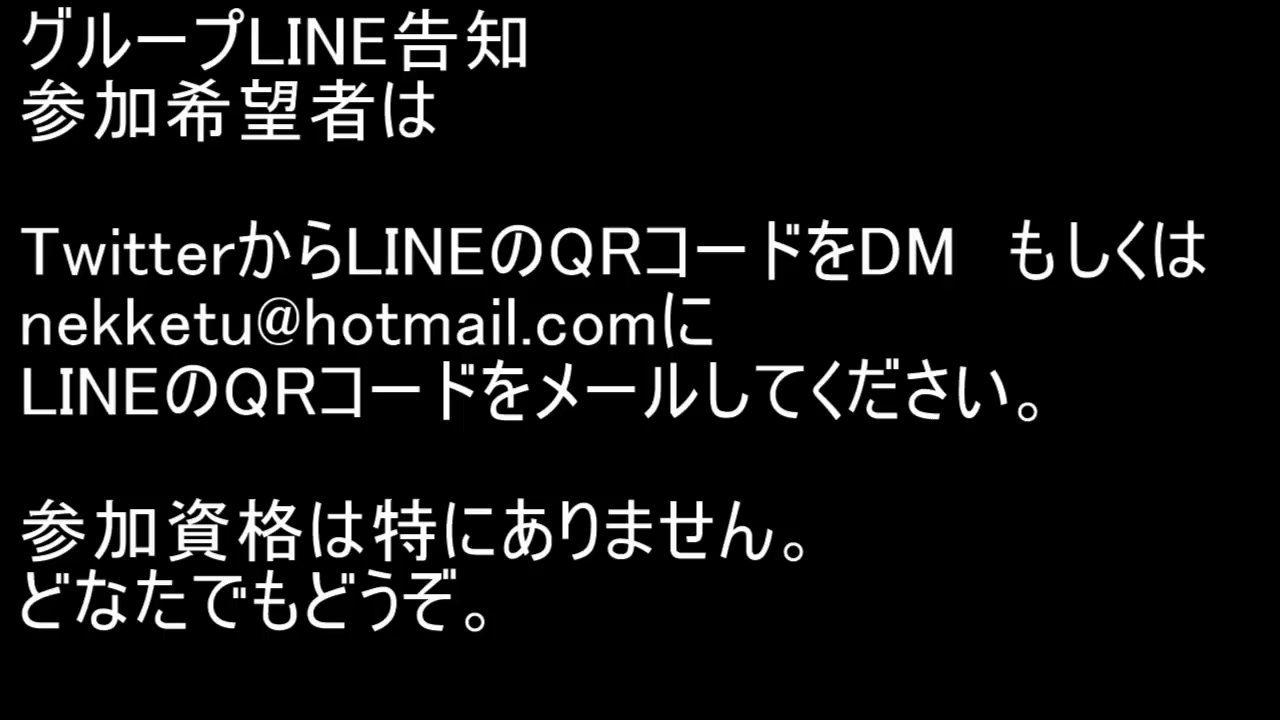 グループLINE告知
参加希望者は
TwitterからLINEのQRコードをDM　もしくは
nekketu@hotmail.comに
LINEのQRコードをメールしてください。
参加資格は特にありません。
どなたでもどうぞ。